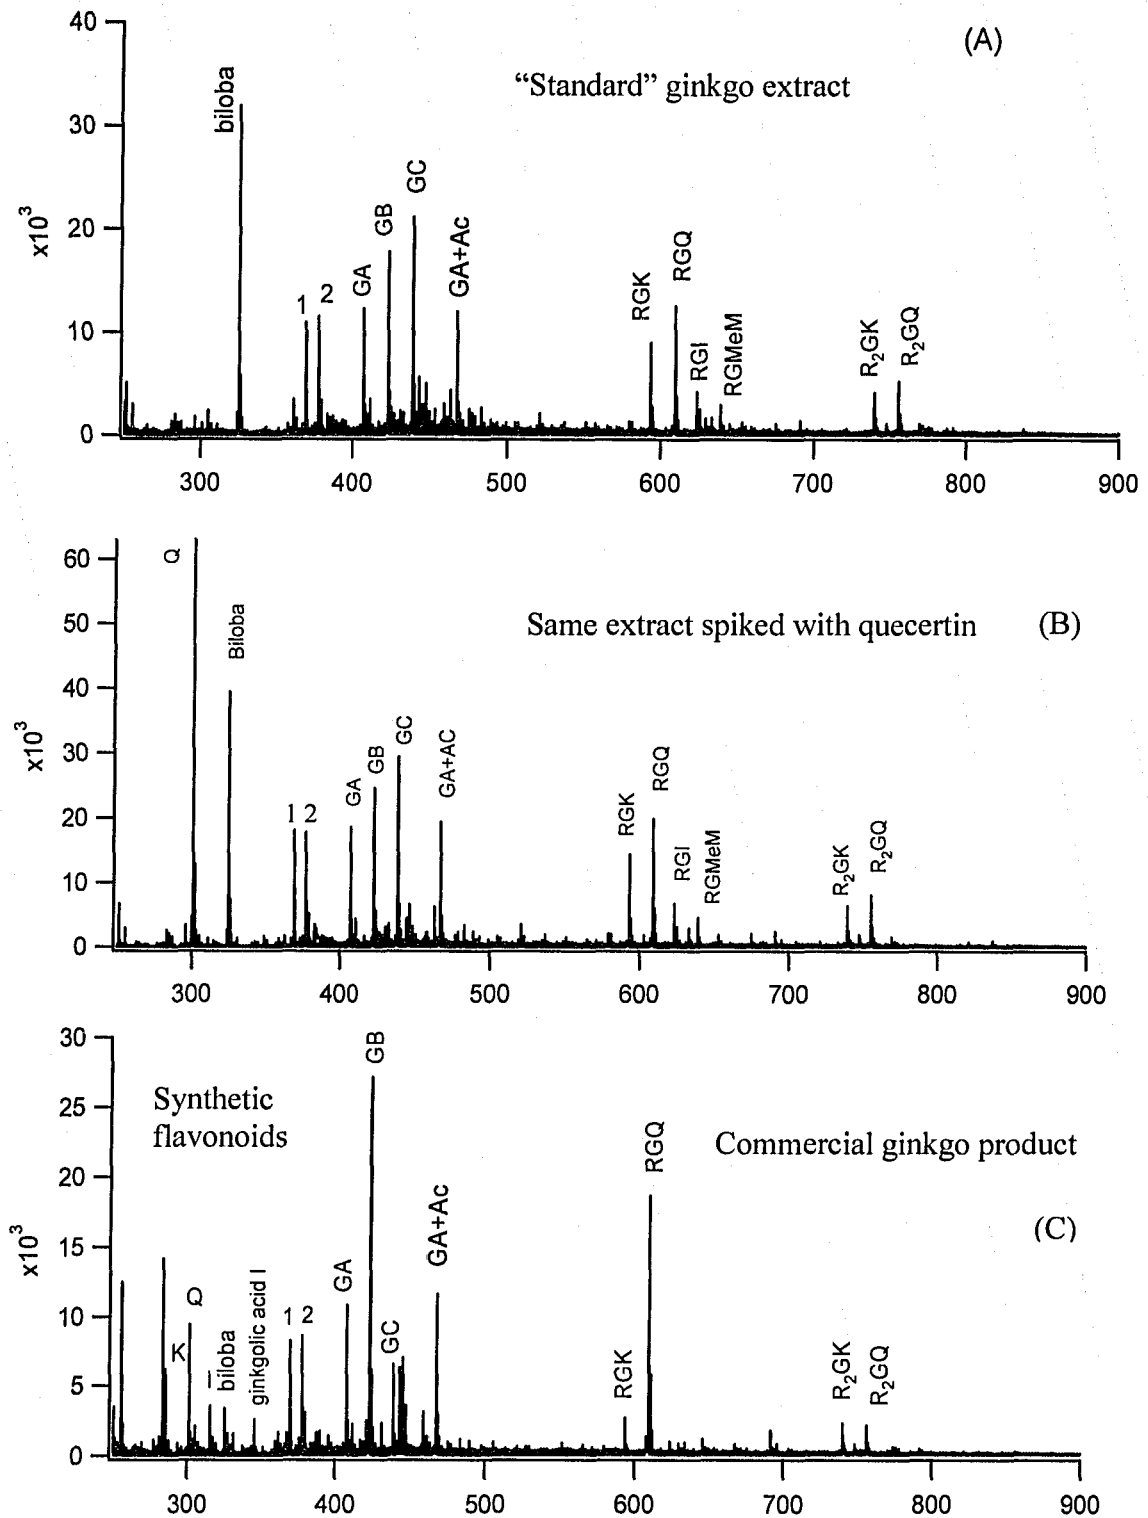 (A)
"Standard" ginkgo extract
x10³
40
30
20
10
0
biloba
1
2
GA
GB
GC
GA+Ac
RGK
RGQ
RGI
RGMeM
R₂GK
R₂GQ
300 400 500 600 700 800 900
Same extract spiked with quecertin (B)
x10³
60
50
40
30
20
10
0
Q
Biloba
1 2
GA
GB
GC
GA+AC
RGK
RGQ
RGI
RGMeM
R₂GK
R₂GQ
300 400 500 600 700 800 900
Synthetic
flavonoids
Commercial ginkgo product
(C)
x10³
30
25
20
15
10
5
0
K
Q
I
biloba
ginkgolic acid I
1 2
GA
GB
GC
GA+Ac
RGK
RGQ
R₂GK
R₂GQ
300 400 500 600 700 800 900